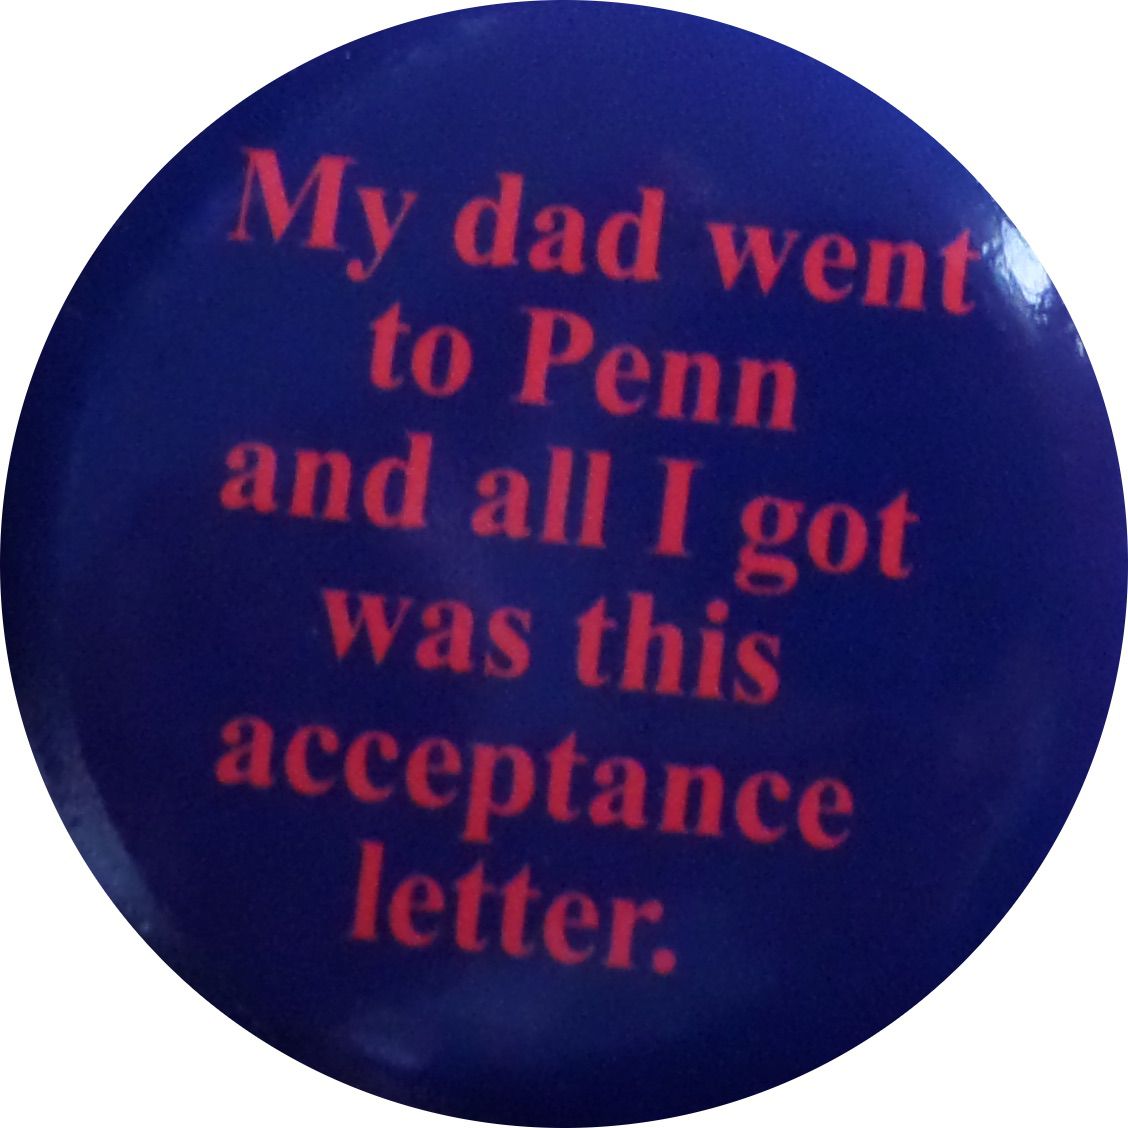 My dad went
to Penn
and all I got
was this
acceptance
letter.